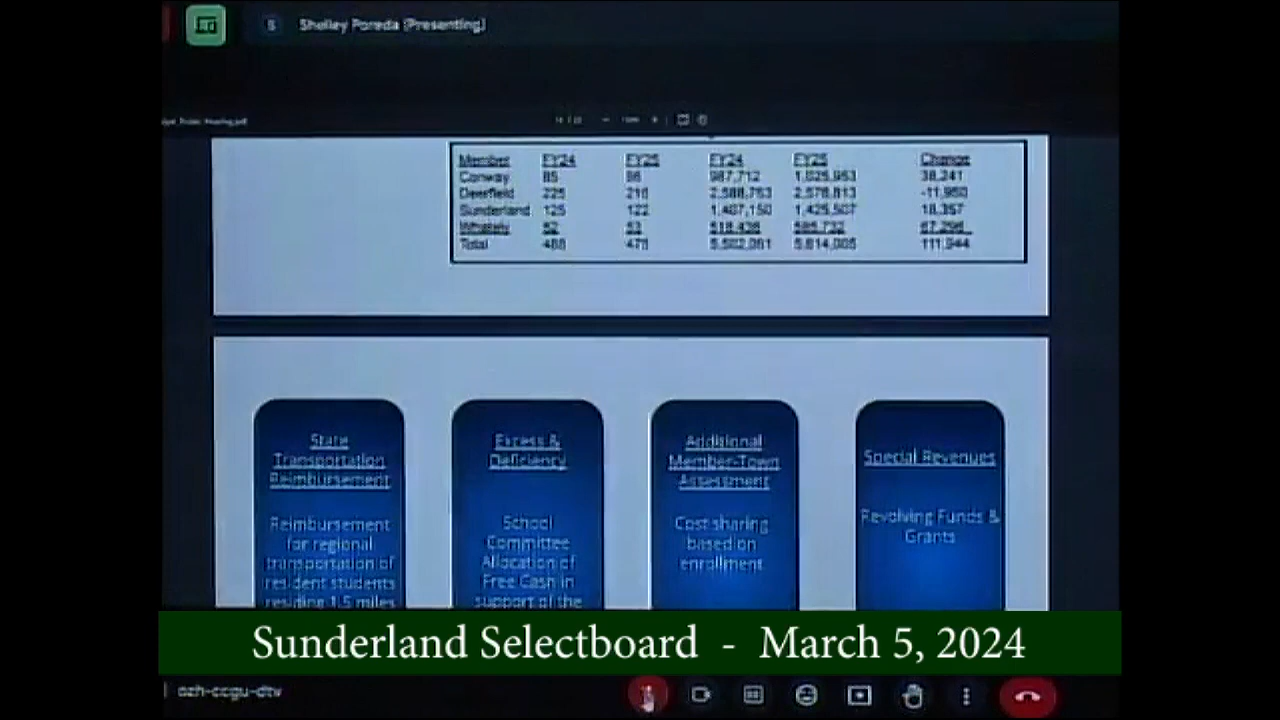 S Shelley Poreda (Presenting)
Member FY24 FY25 FY24 FY25 Change
Conway 85 987,712 1,025,953 38,241
Deerfield 225 2,588,763 2,576,813 -11,950
Sunderland 125 122 1,407,150 1,425,507 18,357
Whately 52 53 518,436 585,732 67,296
Total 5,502,061 5,614,005 111,944
State
Transportation
Reimbursement
Reimbursement
for regional
transportation of
resident students
residing 1.5 miles
Excess &
Deficiency
School
Committee
Allocation of
Free Cash in
support of the
Additional
Member-Town
Assessment
Cost sharing
based on
enrollment
Special Revenues
Revolving Funds &
Grants
Sunderland Selectboard - March 5, 2024